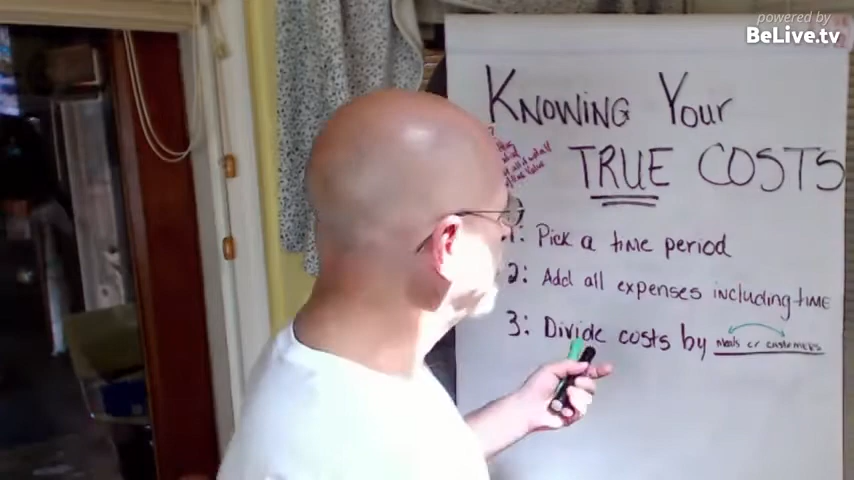 powered by
BeLive.tv
KNOWING YOUR
TRUE COSTS
1: Pick a time period
2: Add all expenses including time
3: Divide costs by meals or customers